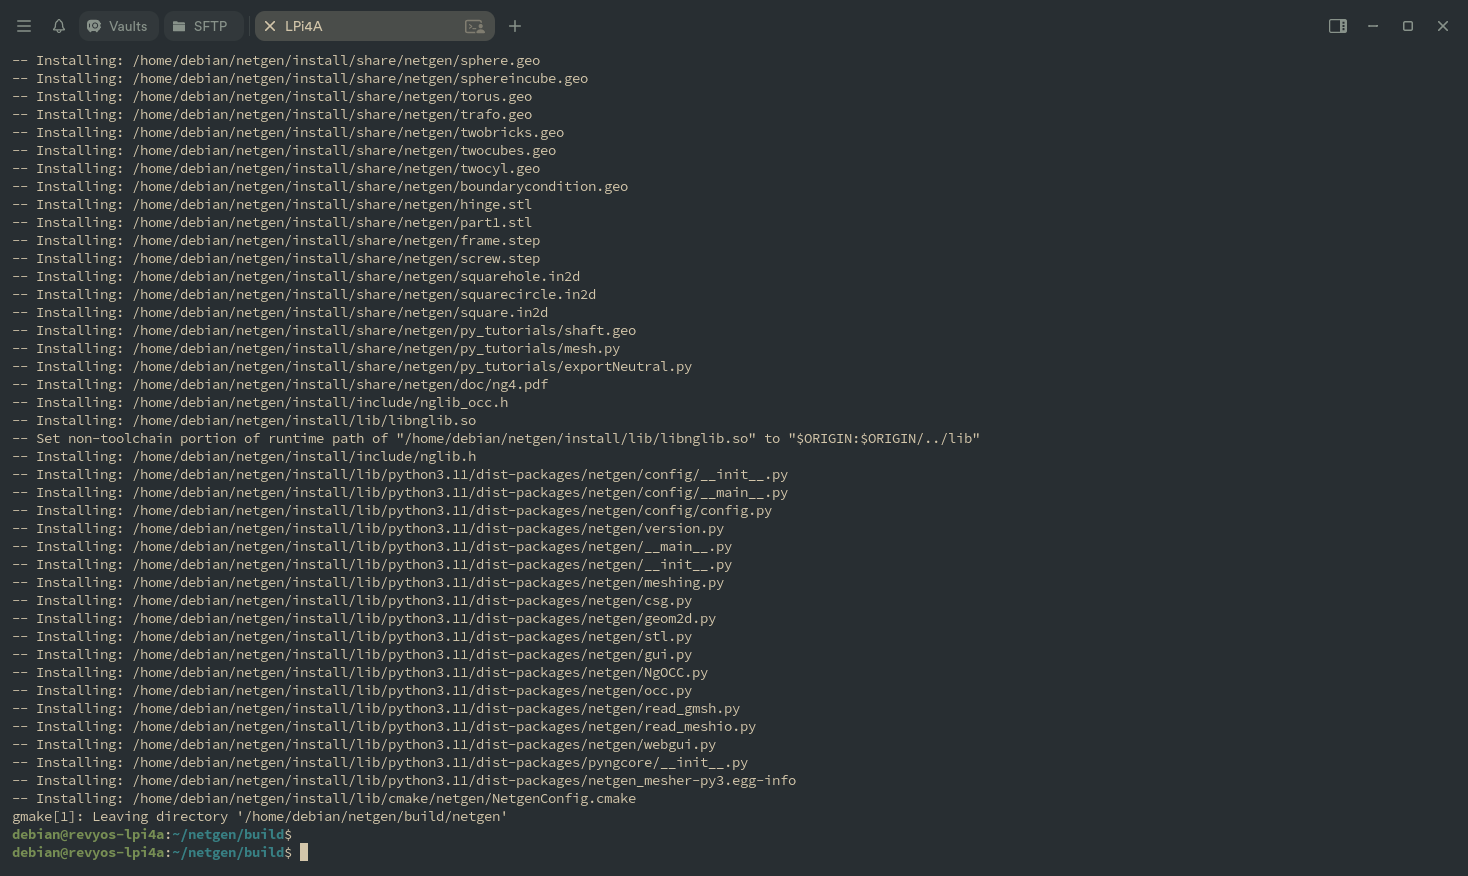 Vaults SFTP LPi4A
-- Installing: /home/debian/netgen/install/share/netgen/sphere.geo
-- Installing: /home/debian/netgen/install/share/netgen/sphereincube.geo
-- Installing: /home/debian/netgen/install/share/netgen/torus.geo
-- Installing: /home/debian/netgen/install/share/netgen/trafo.geo
-- Installing: /home/debian/netgen/install/share/netgen/twobricks.geo
-- Installing: /home/debian/netgen/install/share/netgen/twocubes.geo
-- Installing: /home/debian/netgen/install/share/netgen/twocyl.geo
-- Installing: /home/debian/netgen/install/share/netgen/boundarycondition.geo
-- Installing: /home/debian/netgen/install/share/netgen/hinge.stl
-- Installing: /home/debian/netgen/install/share/netgen/part1.stl
-- Installing: /home/debian/netgen/install/share/netgen/frame.step
-- Installing: /home/debian/netgen/install/share/netgen/screw.step
-- Installing: /home/debian/netgen/install/share/netgen/squarehole.in2d
-- Installing: /home/debian/netgen/install/share/netgen/squarecircle.in2d
-- Installing: /home/debian/netgen/install/share/netgen/square.in2d
-- Installing: /home/debian/netgen/install/share/netgen/py_tutorials/shaft.geo
-- Installing: /home/debian/netgen/install/share/netgen/py_tutorials/mesh.py
-- Installing: /home/debian/netgen/install/share/netgen/py_tutorials/exportNeutral.py
-- Installing: /home/debian/netgen/install/share/netgen/doc/ng4.pdf
-- Installing: /home/debian/netgen/install/include/nglib_occ.h
-- Installing: /home/debian/netgen/install/lib/libnglib.so
-- Set non-toolchain portion of runtime path of "/home/debian/netgen/install/lib/libnglib.so" to "$ORIGIN:$ORIGIN/../lib"
-- Installing: /home/debian/netgen/install/include/nglib.h
-- Installing: /home/debian/netgen/install/lib/python3.11/dist-packages/netgen/config/__init__.py
-- Installing: /home/debian/netgen/install/lib/python3.11/dist-packages/netgen/config/__main__.py
-- Installing: /home/debian/netgen/install/lib/python3.11/dist-packages/netgen/config/config.py
-- Installing: /home/debian/netgen/install/lib/python3.11/dist-packages/netgen/version.py
-- Installing: /home/debian/netgen/install/lib/python3.11/dist-packages/netgen/__main__.py
-- Installing: /home/debian/netgen/install/lib/python3.11/dist-packages/netgen/__init__.py
-- Installing: /home/debian/netgen/install/lib/python3.11/dist-packages/netgen/meshing.py
-- Installing: /home/debian/netgen/install/lib/python3.11/dist-packages/netgen/csg.py
-- Installing: /home/debian/netgen/install/lib/python3.11/dist-packages/netgen/geom2d.py
-- Installing: /home/debian/netgen/install/lib/python3.11/dist-packages/netgen/stl.py
-- Installing: /home/debian/netgen/install/lib/python3.11/dist-packages/netgen/gui.py
-- Installing: /home/debian/netgen/install/lib/python3.11/dist-packages/netgen/NgOCC.py
-- Installing: /home/debian/netgen/install/lib/python3.11/dist-packages/netgen/occ.py
-- Installing: /home/debian/netgen/install/lib/python3.11/dist-packages/netgen/read_gmsh.py
-- Installing: /home/debian/netgen/install/lib/python3.11/dist-packages/netgen/read_meshio.py
-- Installing: /home/debian/netgen/install/lib/python3.11/dist-packages/netgen/webgui.py
-- Installing: /home/debian/netgen/install/lib/python3.11/dist-packages/pyngcore/__init__.py
-- Installing: /home/debian/netgen/install/lib/python3.11/dist-packages/netgen_mesher-py3.egg-info
-- Installing: /home/debian/netgen/install/lib/cmake/netgen/NetgenConfig.cmake
gmake[1]: Leaving directory '/home/debian/netgen/build/netgen'
debian@revyos-lpi4a:~/netgen/build$
debian@revyos-lpi4a:~/netgen/build$